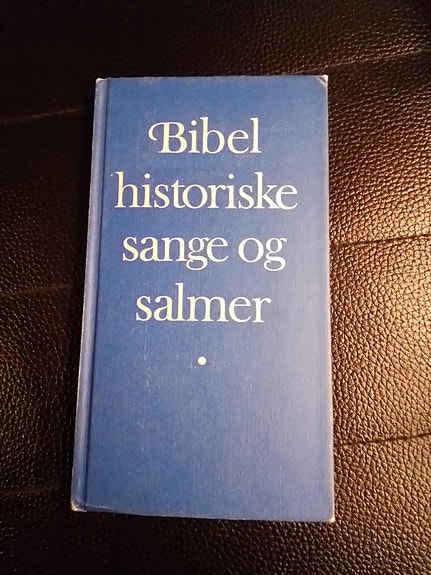 Bibel
historiske
sange og
salmer